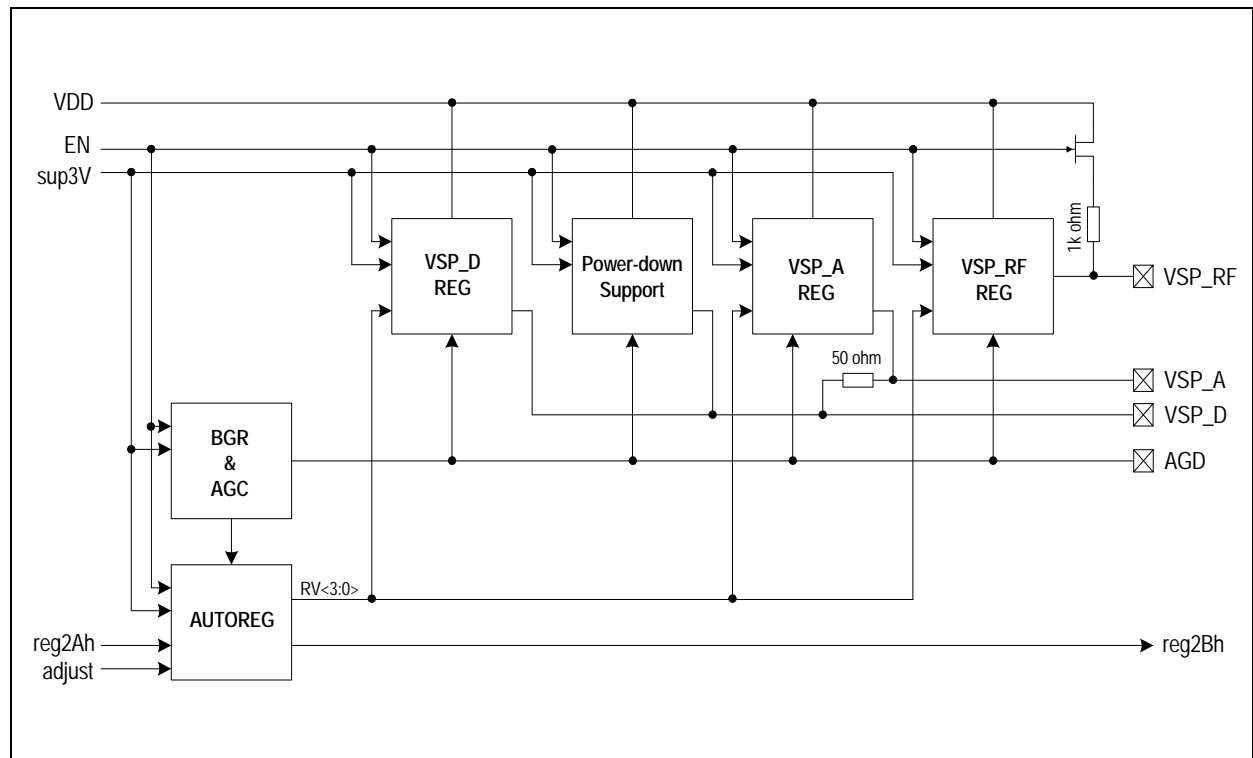 VDD
EN
sup3V
1k ohm
VSP_D
REG
Power-down
Support
VSP_A
REG
VSP_RF
REG
VSP_RF
50 ohm
VSP_A
VSP_D
BGR
&
AGC
AGD
RV<3:0>
AUTOREG
reg2Ah
adjust
reg2Bh